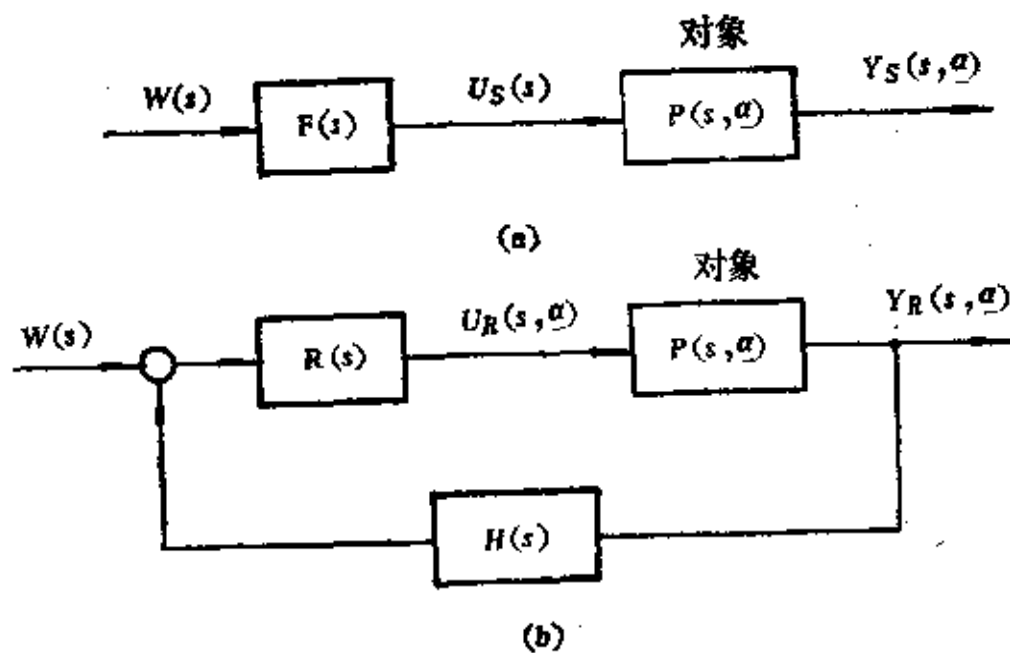 对象
W(s)
F(s)
U_S(s)
P(s,α)
Y_S(s,α)
(a)
对象
W(s)
R(s)
U_R(s,α)
P(s,α)
Y_R(s,α)
H(s)
(b)